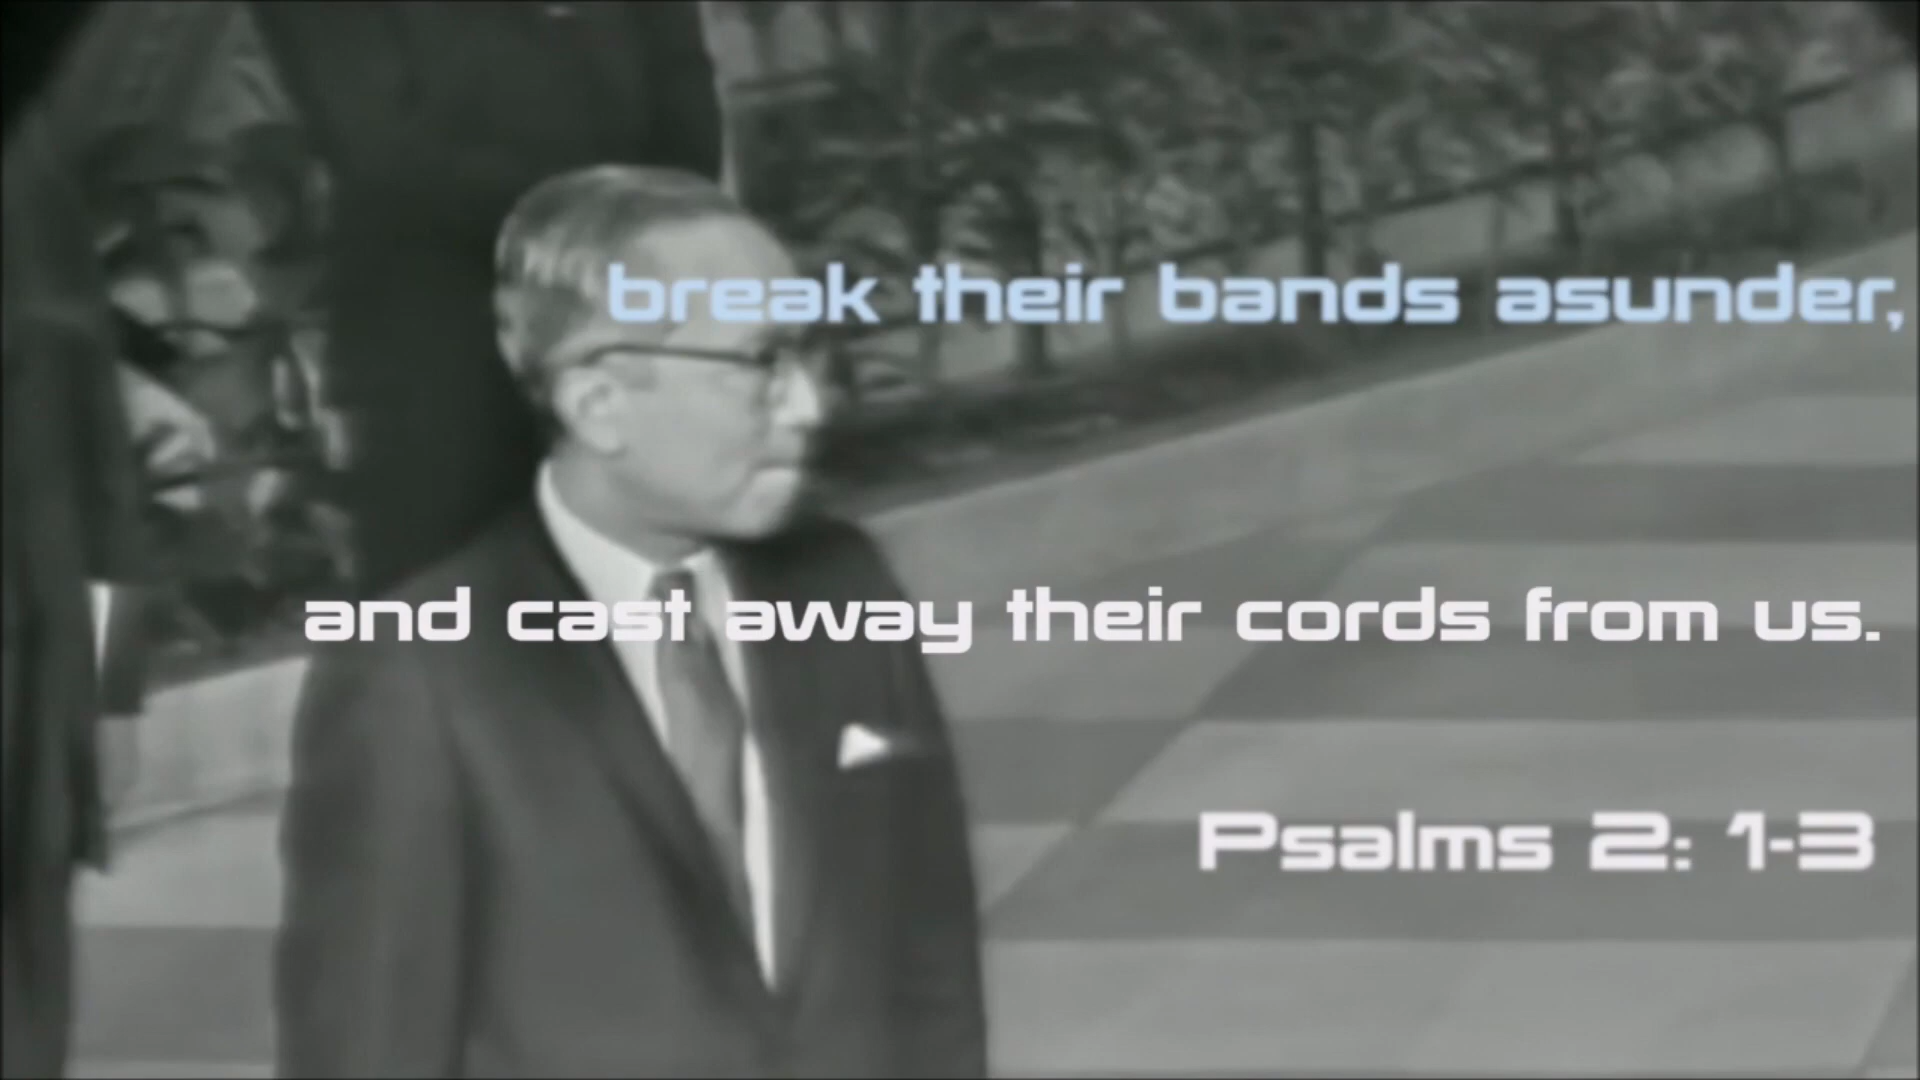 break their bands asunder,
and cast away their cords from us.
Psalms 2: 1-3